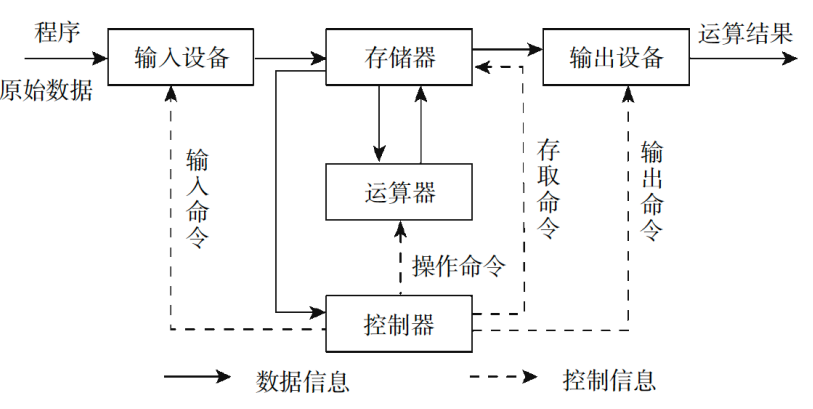 程序
原始数据
输入设备
存储器
输出设备
运算结果
输入命令
运算器
存取命令
输出命令
操作命令
控制器
数据信息
控制信息